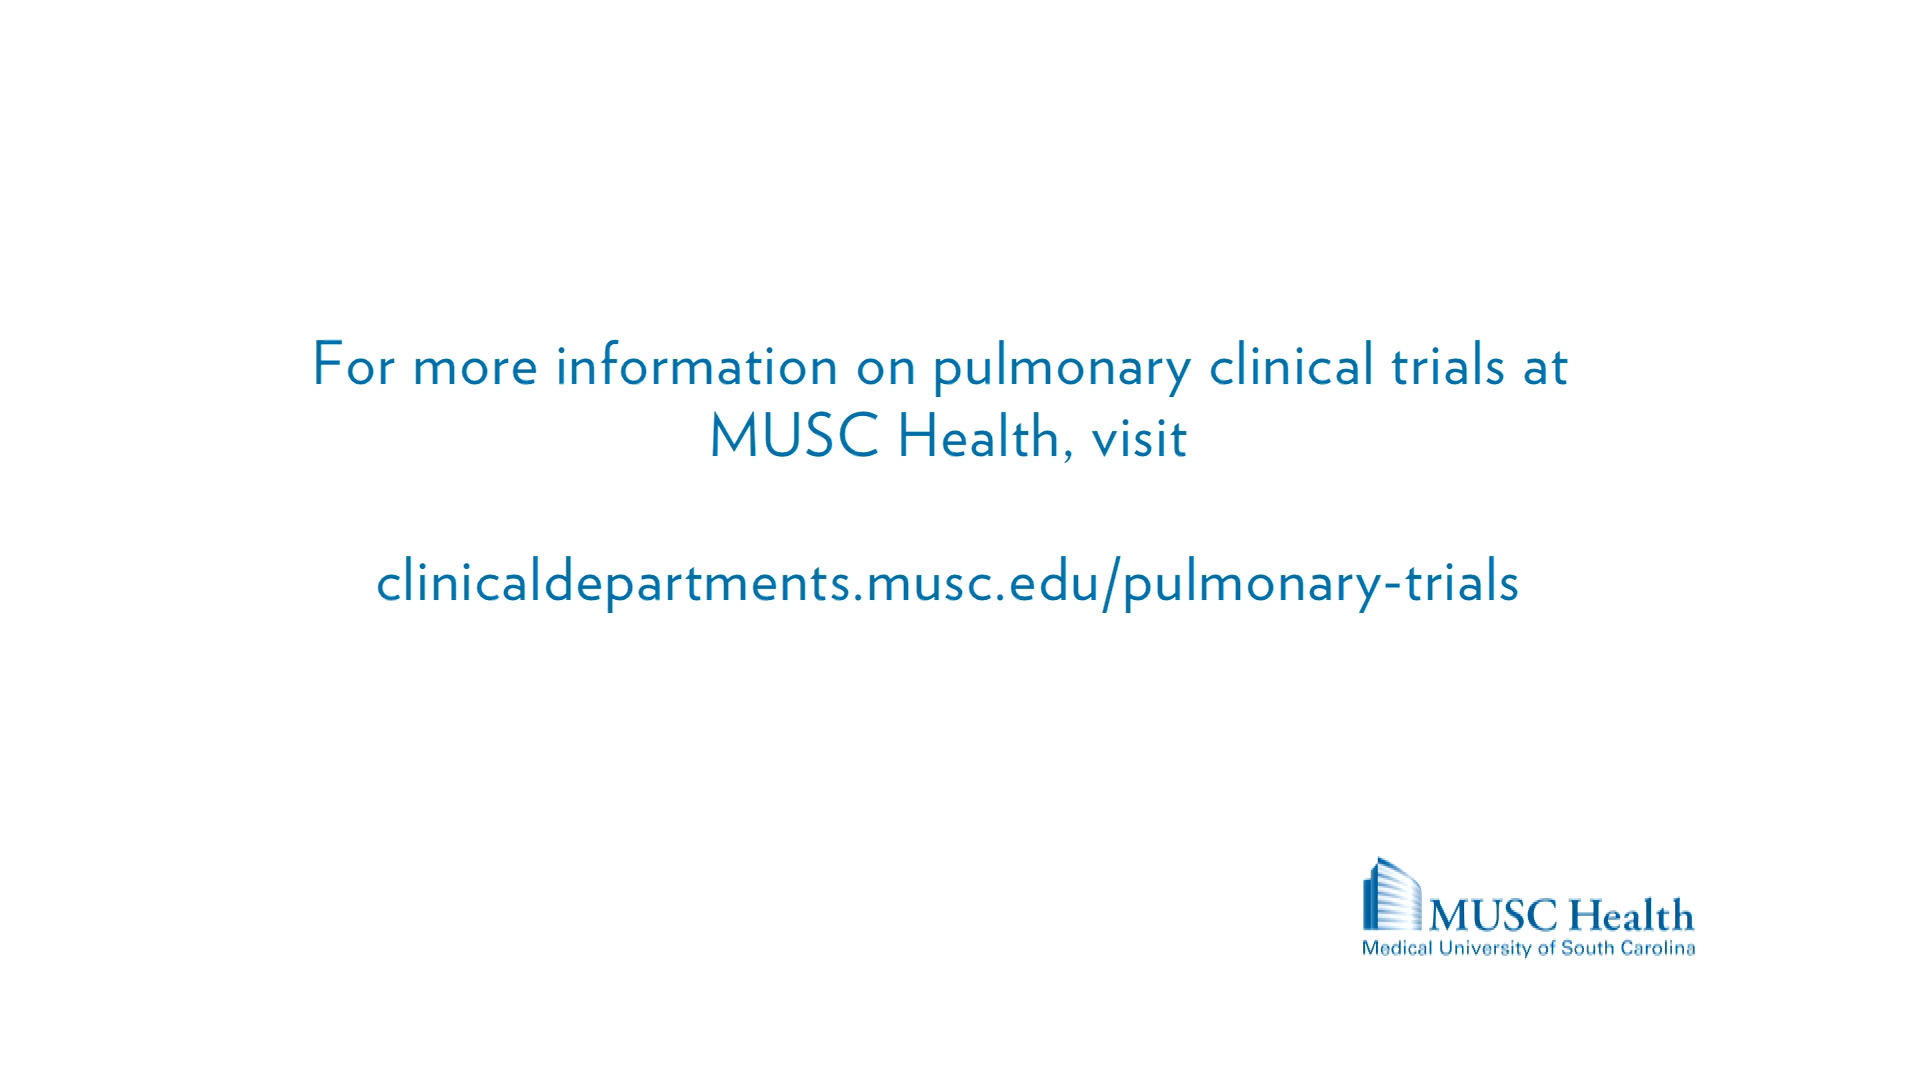 For more information on pulmonary clinical trials at
MUSC Health, visit
clinicaldepartments.musc.edu/pulmonary-trials
MUSC Health
Medical University of South Carolina